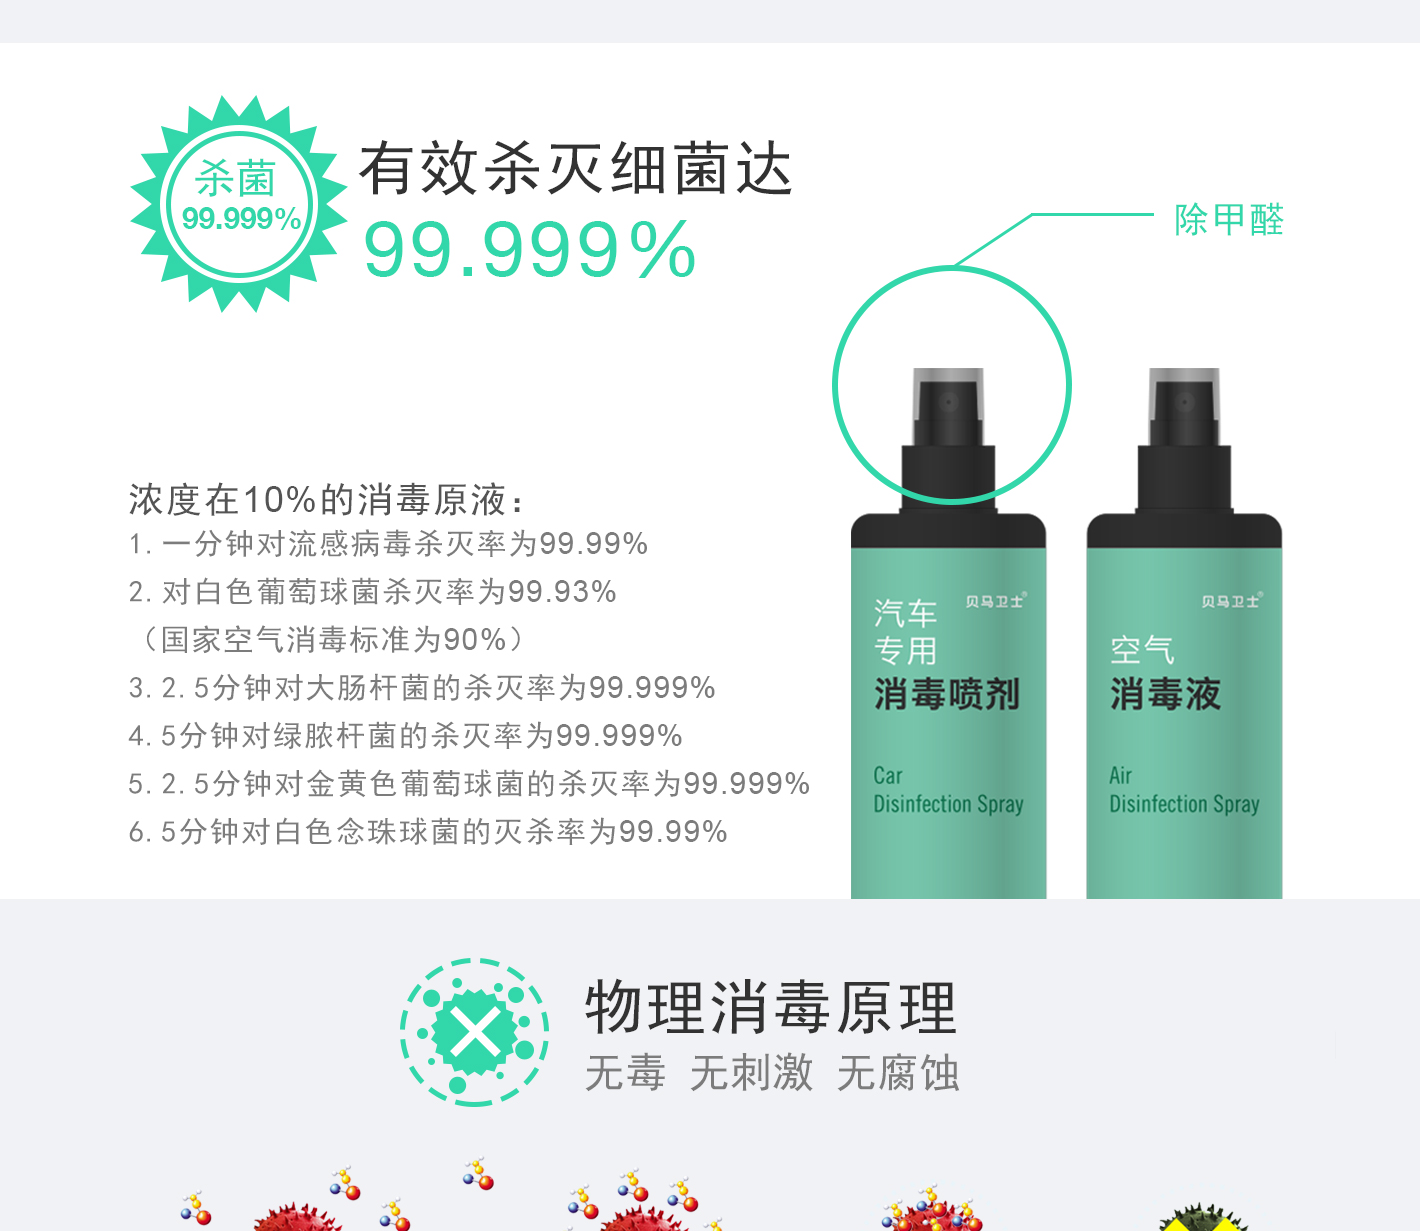 杀菌
99.999%
有效杀灭细菌达
99.999%
除甲醛
浓度在10%的消毒原液:
1.一分钟对流感病毒杀灭率为99.99%
2.对白色葡萄球菌杀灭率为99.93%
（国家空气消毒标准为90%）
3.2.5分钟对大肠杆菌的杀灭率为99.999%
4.5分钟对绿脓杆菌的杀灭率为99.999%
5.2.5分钟对金黄色葡萄球菌的杀灭率为99.999%
6.5分钟对白色念珠球菌的灭杀率为99.99%
贝马卫士®
汽车
专用
消毒喷剂
Car
Disinfection Spray
贝马卫士®
空气
消毒液
Air
Disinfection Spray
物理消毒原理
无毒 无刺激 无腐蚀